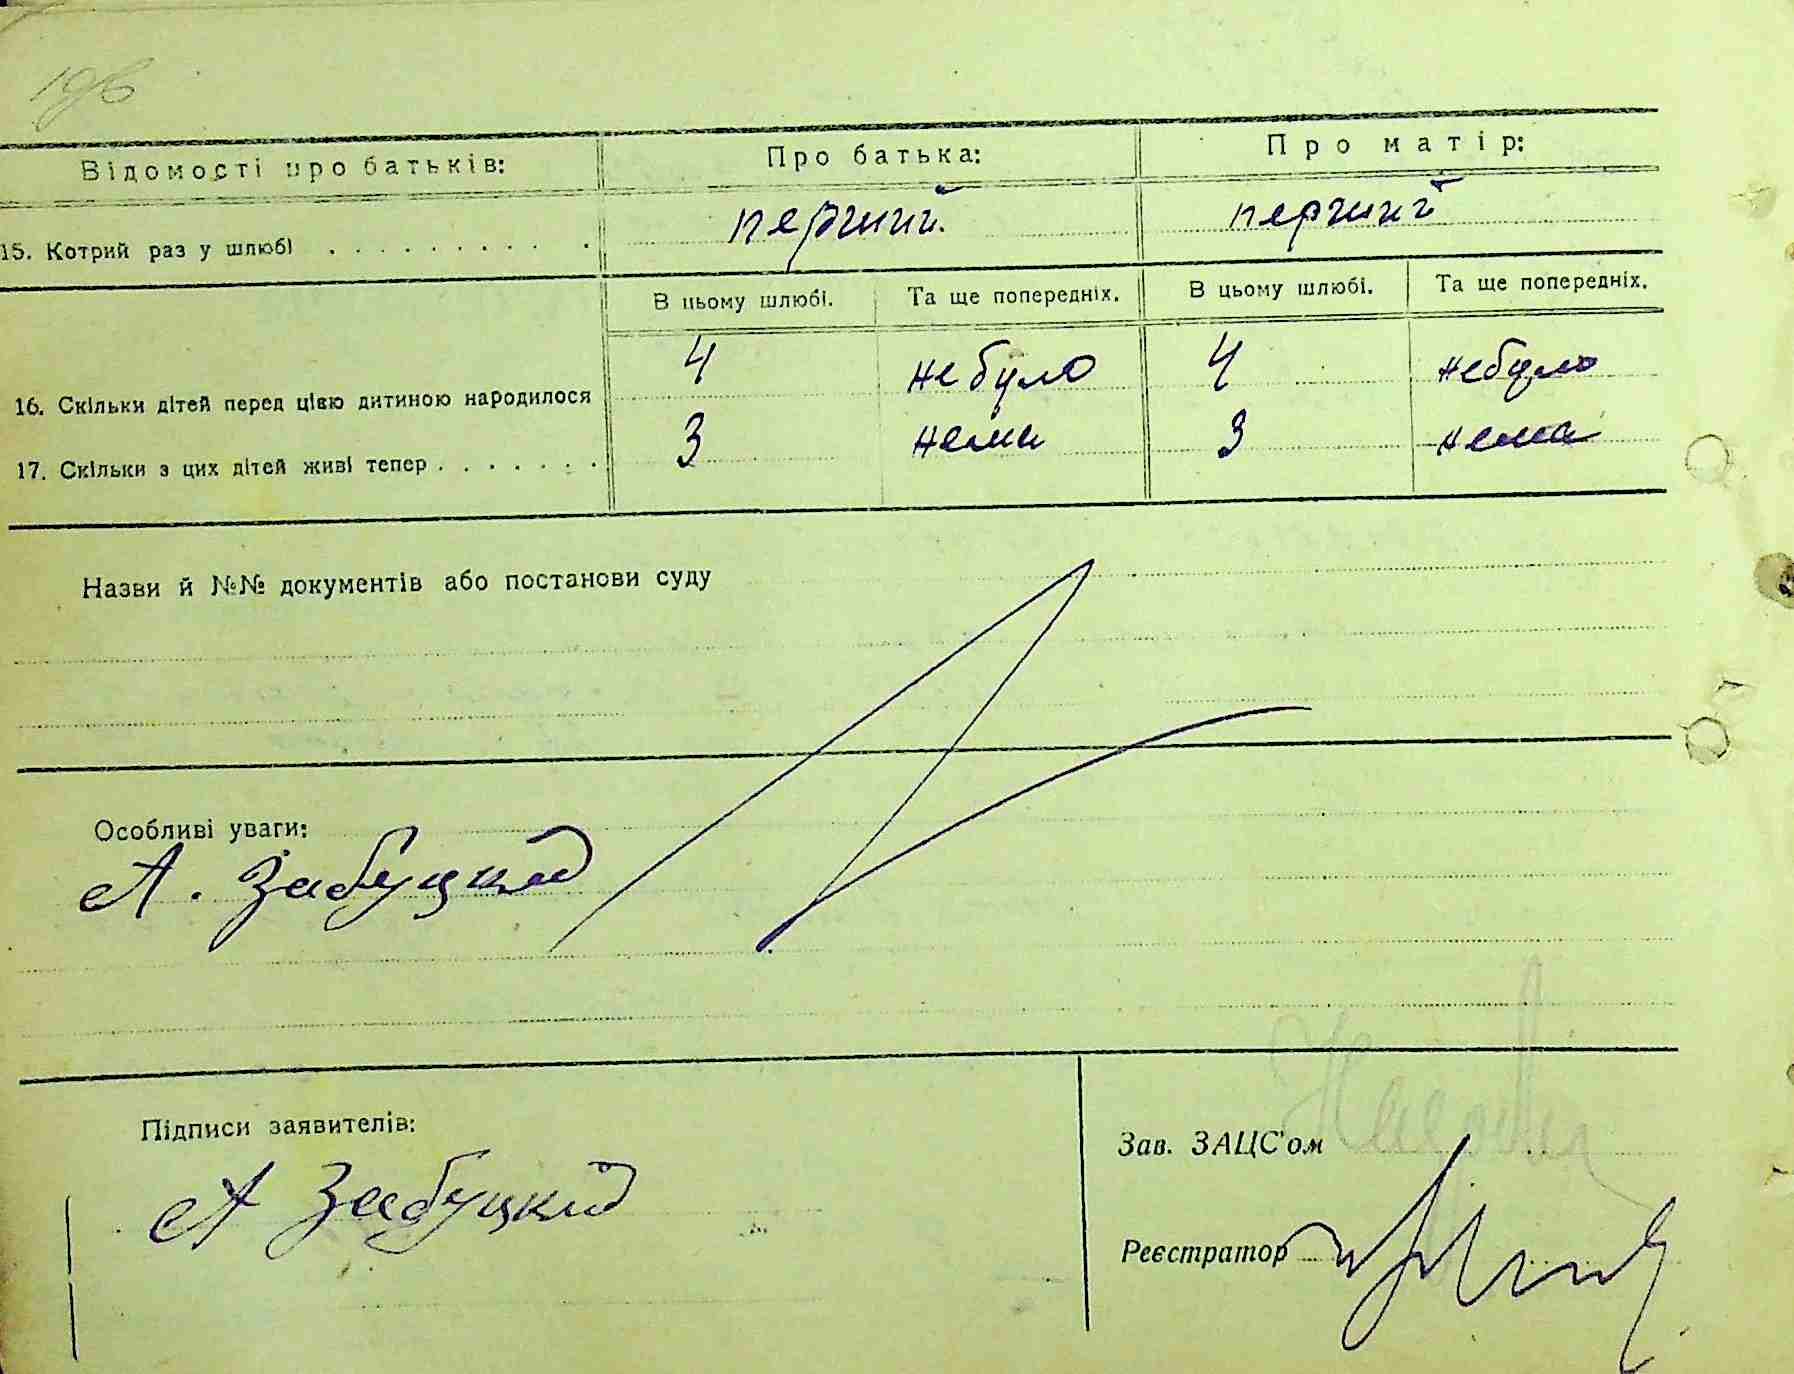 Відомості про батьків: Про батька: Про матір:
15. Котрий раз у шлюбі . . . . . . . . . . перший. перший
В цьому шлюбі. Та ще попередніх. В цьому шлюбі. Та ще попередніх.
16. Скільки дітей перед цією дитиною народилося 4 не було 4 небуло
17. Скільки з цих дітей живі тепер . . . . . . . 3 нема 3 нема
Назви й №№ документів або постанови суду
Особливі уваги:
А. Забуцкий
Підписи заявителів:
А Забуцкий
Зав. ЗАЦС'ом
Реєстратор